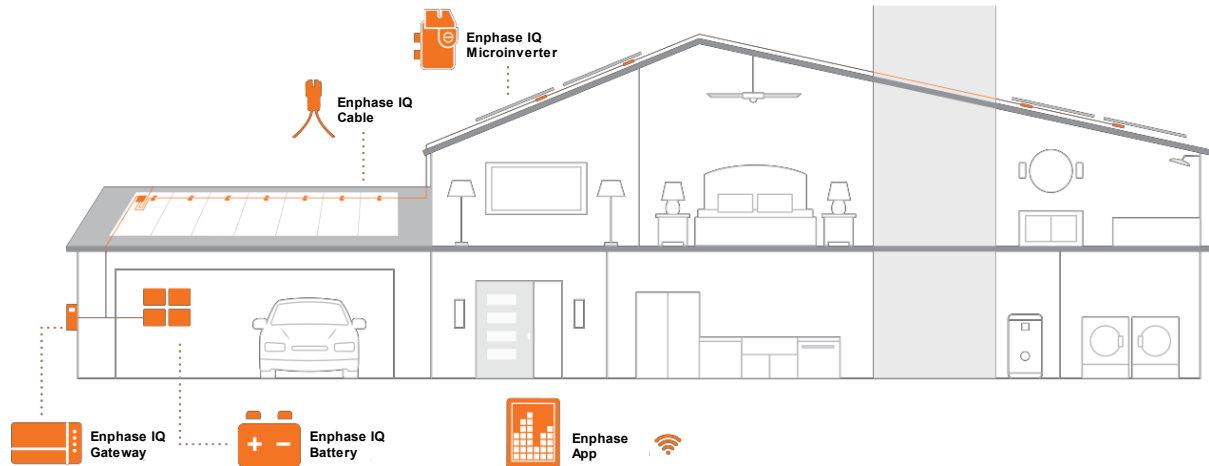 Enphase IQ
Microinverter
Enphase IQ
Cable
Enphase IQ
Gateway
Enphase IQ
Battery
Enphase
App